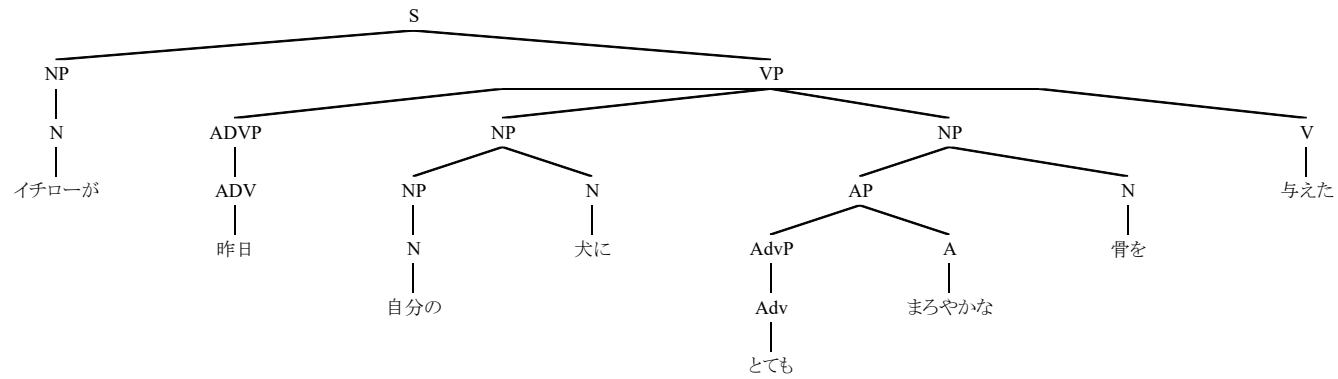 S
NP VP
N ADVP NP NP V
イチローが ADV NP N AP N 与えた
昨日 N 犬に AdvP A 骨を
自分の Adv まろやかな
とても